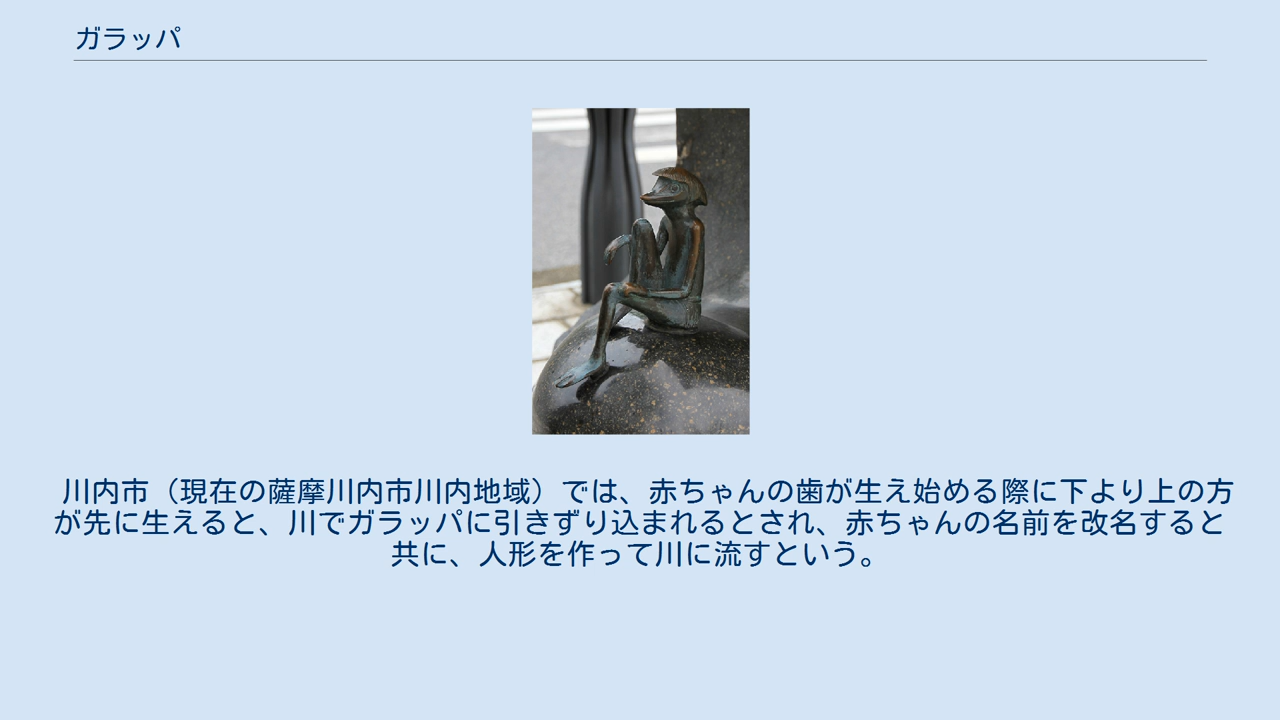 ガラッパ
川内市（現在の薩摩川内市川内地域）では、赤ちゃんの歯が生え始める際に下より上の方
が先に生えると、川でガラッパに引きずり込まれるとされ、赤ちゃんの名前を改名すると
共に、人形を作って川に流すという。